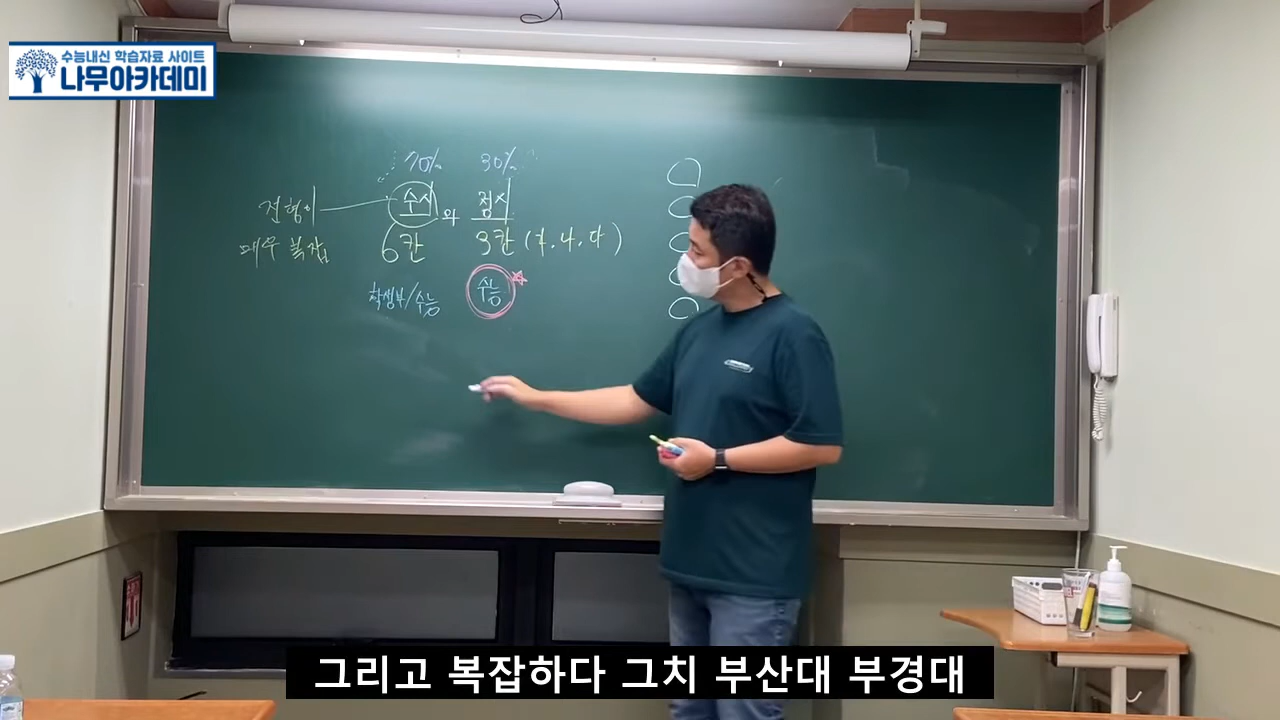 수능내신 학습자료 사이트
나무아카데미
70% 30%
전형이 수시 와 정시
매우 복잡 6칸 3칸 (가.나.다)
학생부/수능 수능
그리고 복잡하다 그치 부산대 부경대